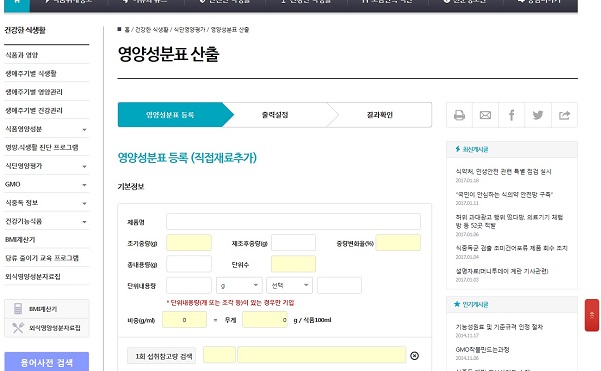 건강한 식생활
식품과 영양
생애주기별 식생활
생애주기별 영양관리
생애주기별 건강관리
식품영양성분
영양.식생활 진단 프로그램
식단영양평가
GMO
식중독 정보
건강기능식품
BMI계산기
당류 줄이기 교육 프로그램
외식영양성분자료집
BMI계산기
외식영양성분자료집
용어사전 검색
홈 / 건강한 식생활 / 식단영양평가 / 영양성분표 산출
영양성분표 산출
영양성분표 등록
출력설정
결과확인
영양성분표 등록 (직접재료추가)
기본정보
제품명
초기중량(g)
제조후중량(g)
중량변화율(%)
총내용량(g)
단위수
단위내용량
g
선택
* 단위내용량(개 또는 조각 등)이 있는 경우만 기입
비중(g/ml)
0
=
무게
0
g / 식품100ml
1회 섭취참고량 검색
최신게시글
식약처, 민생안전 관련 특별 점검 실시
2017.01.18
"국민이 안심하는 식의약 안전망 구축"
2017.01.11
허위 과대광고 행위 떴다방, 의료기기 체험
방 등 52곳 적발
2017.01.06
식중독균 검출 조미건어포류 제품 회수 조치
2017.01.04
설명자료(머니투데이 계란 기사관련)
2017.01.03
인기게시글
기능성원료 및 기준규격 인정 절차
2014.11.17
GMO작물만드는과정
2014.11.06